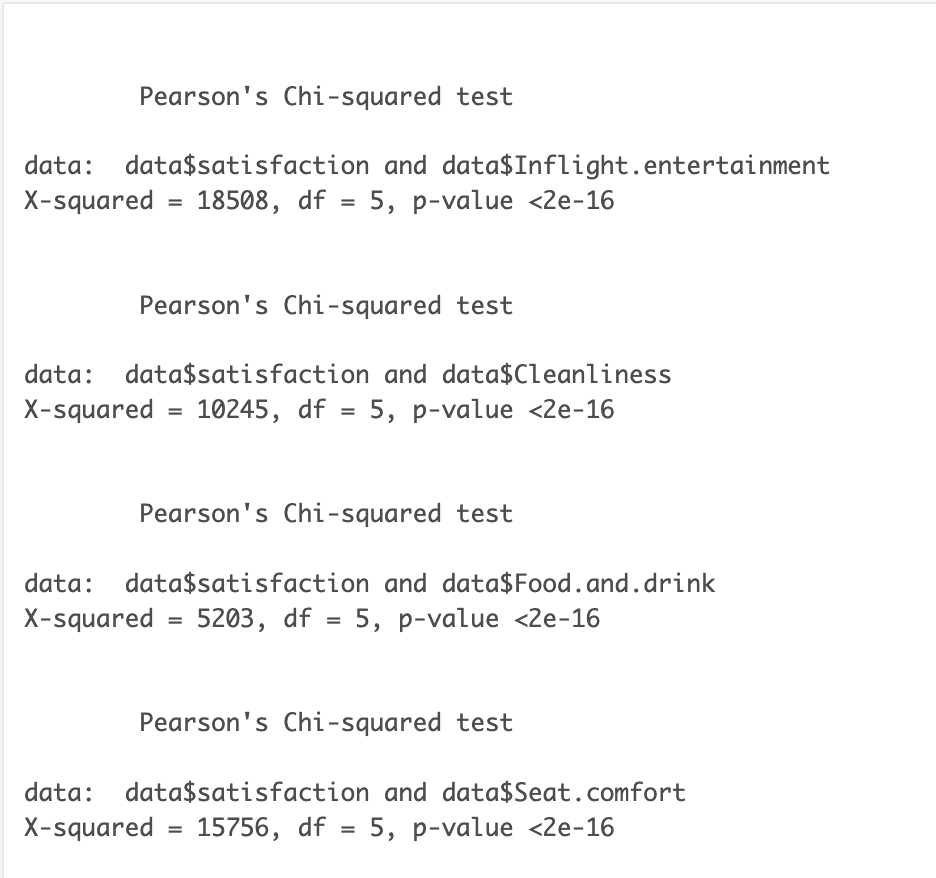 Pearson's Chi-squared test
data:  data$satisfaction and data$Inflight.entertainment
X-squared = 18508, df = 5, p-value <2e-16
Pearson's Chi-squared test
data:  data$satisfaction and data$Cleanliness
X-squared = 10245, df = 5, p-value <2e-16
Pearson's Chi-squared test
data:  data$satisfaction and data$Food.and.drink
X-squared = 5203, df = 5, p-value <2e-16
Pearson's Chi-squared test
data:  data$satisfaction and data$Seat.comfort
X-squared = 15756, df = 5, p-value <2e-16